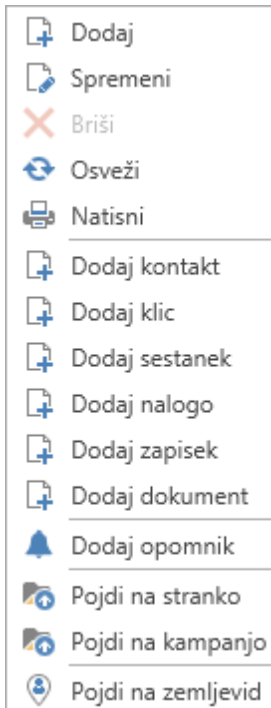 Dodaj
Spremeni
Briši
Osveži
Natisni
Dodaj kontakt
Dodaj klic
Dodaj sestanek
Dodaj nalogo
Dodaj zapisek
Dodaj dokument
Dodaj opomnik
Pojdi na stranko
Pojdi na kampanjo
Pojdi na zemljevid